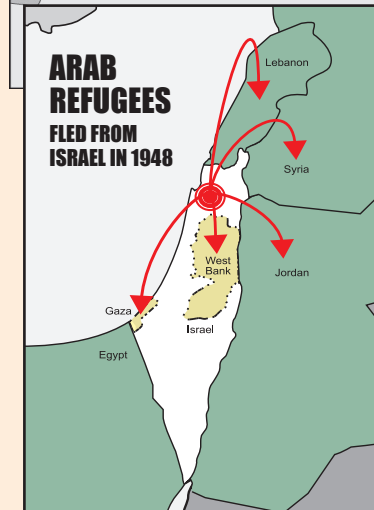 ARAB
REFUGEES
FLED FROM
ISRAEL IN 1948
Lebanon
Syria
West
Bank
Jordan
Gaza
Israel
Egypt